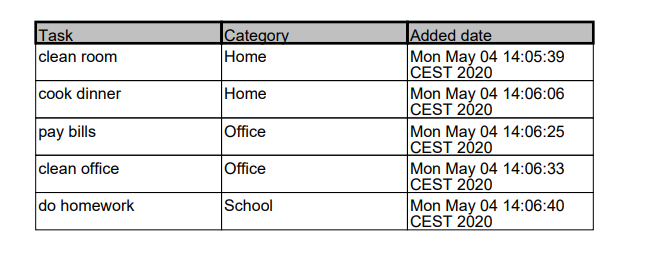 Task Category Added date
clean room Home Mon May 04 14:05:39
CEST 2020
cook dinner Home Mon May 04 14:06:06
CEST 2020
pay bills Office Mon May 04 14:06:25
CEST 2020
clean office Office Mon May 04 14:06:33
CEST 2020
do homework School Mon May 04 14:06:40
CEST 2020